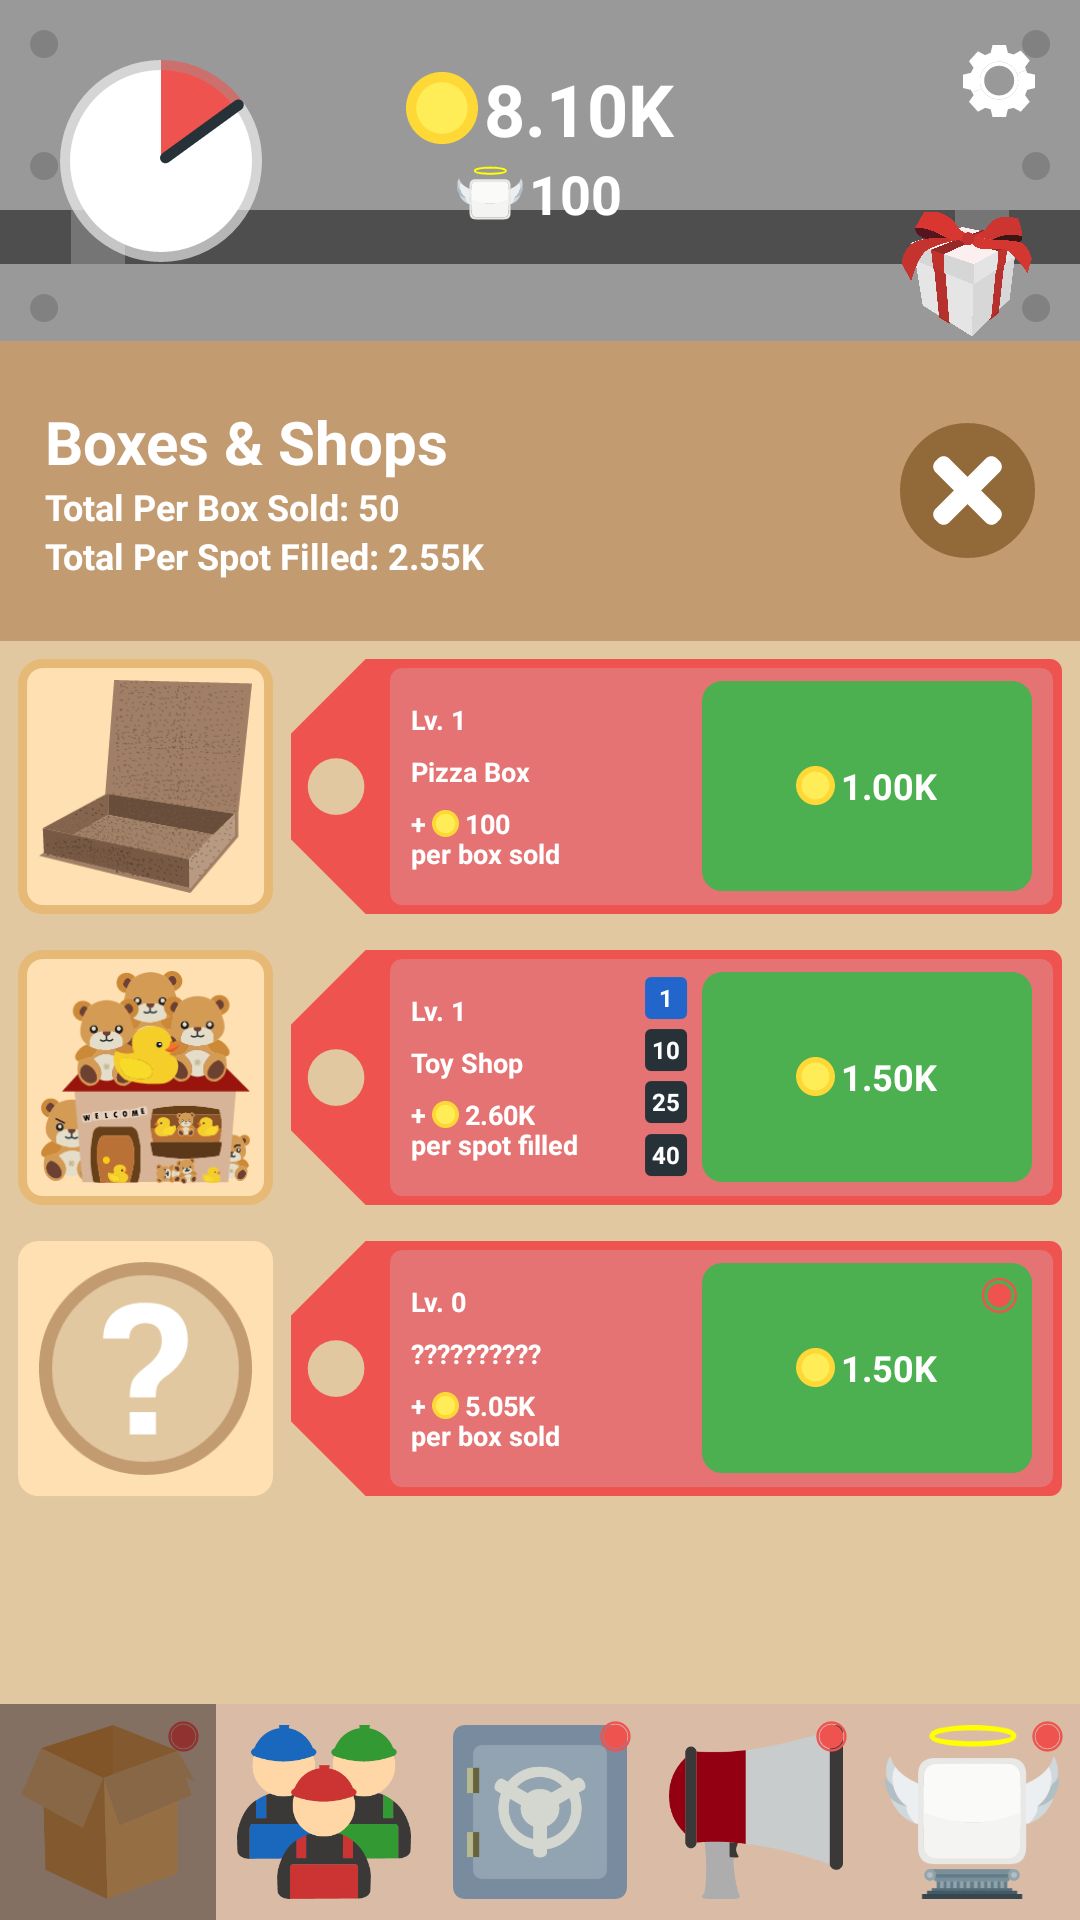 8.10K
100
Boxes & Shops
Total Per Box Sold: 50
Total Per Spot Filled: 2.55K
Lv. 1
Pizza Box
+ 100
per box sold
1.00K
Lv. 1
Toy Shop
+ 2.60K
per spot filled
1
10
25
40
1.50K
WELCOME
?
Lv. 0
??????????
+ 5.05K
per box sold
1.50K